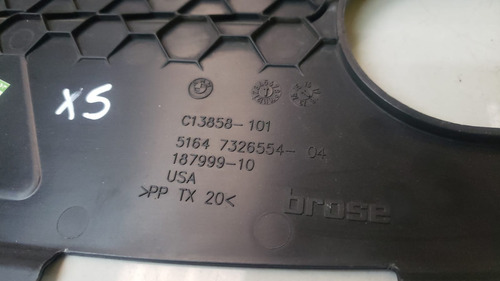 XS
C13858-101
5164 7326554-04
187999-10
USA
>PP TX 20<
brose